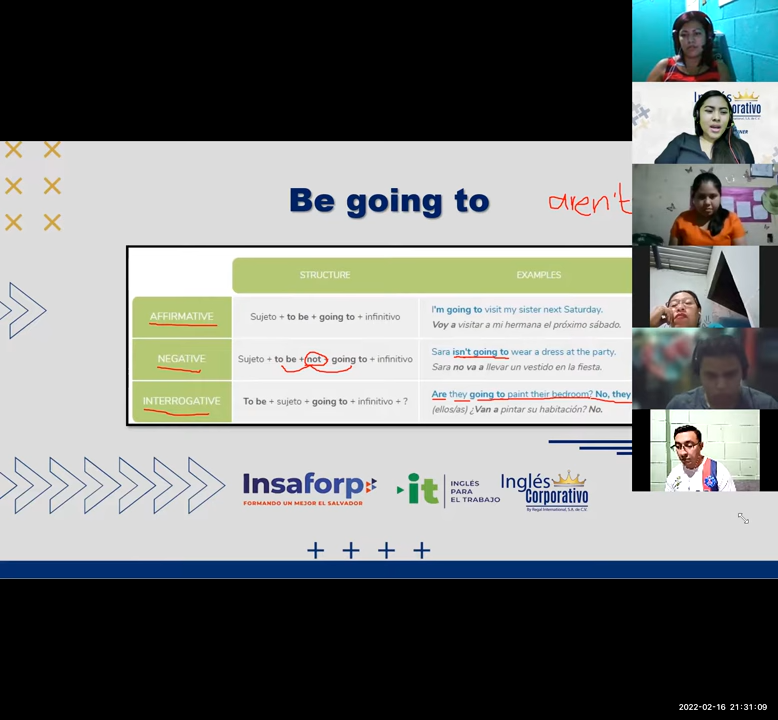 Be going to
aren't
STRUCTURE
EXAMPLES
AFFIRMATIVE
Sujeto + to be + going to + infinitivo
I'm going to visit my sister next Saturday.
Voy a visitar a mi hermana el próximo sábado.
NEGATIVE
Sujeto + to be + not + going to + infinitivo
Sara isn't going to wear a dress at the party.
Sara no va a llevar un vestido en la fiesta.
INTERROGATIVE
To be + sujeto + going to + infinitivo + ?
Are they going to paint their bedroom? No, they
(ellos/as) ¿Van a pintar su habitación? No.
Insaforp
FORMANDO UN MEJOR EL SALVADOR
it
INGLÉS
PARA
EL TRABAJO
Inglés
Corporativo
By Regal International, S.A. de C.V.
2022-02-16 21:31:09